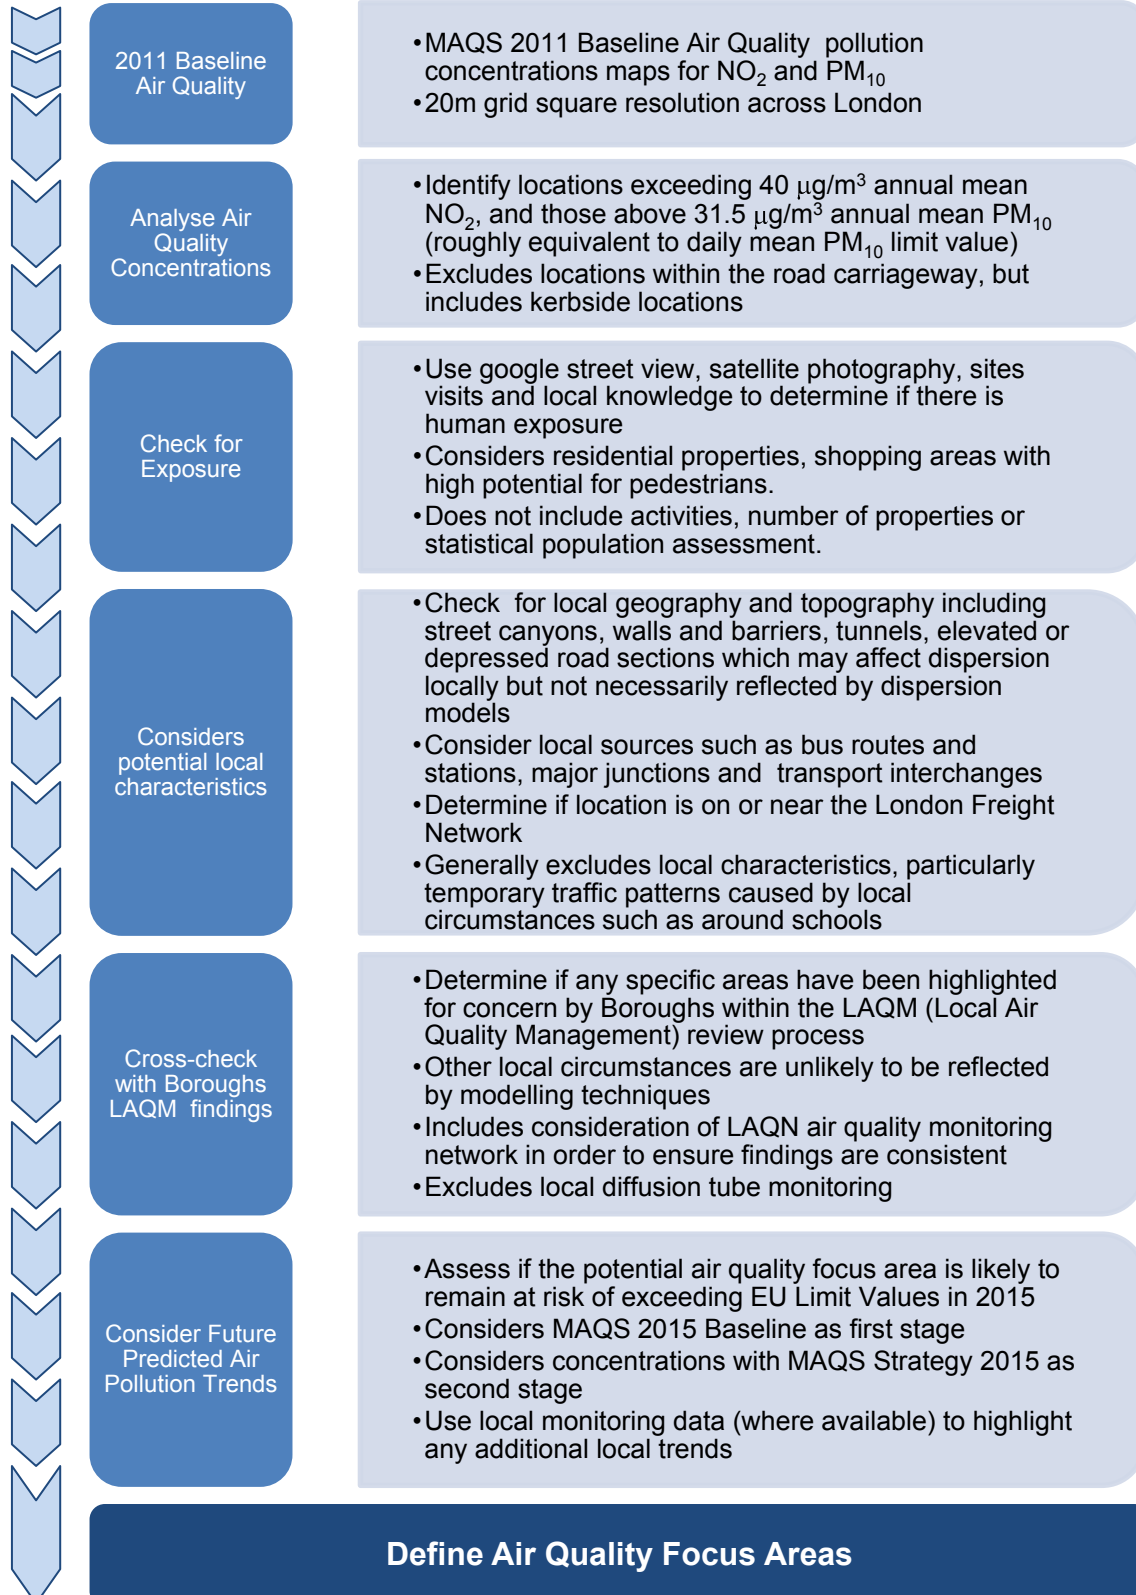 2011 Baseline
Air Quality
•MAQS 2011 Baseline Air Quality  pollution
concentrations maps for NO₂ and PM₁₀
•20m grid square resolution across London
Analyse Air
Quality
Concentrations
•Identify locations exceeding 40 µg/m³ annual mean
NO₂, and those above 31.5 µg/m³ annual mean PM₁₀
(roughly equivalent to daily mean PM₁₀ limit value)
•Excludes locations within the road carriageway, but
includes kerbside locations
Check for
Exposure
•Use google street view, satellite photography, sites
visits and local knowledge to determine if there is
human exposure
•Considers residential properties, shopping areas with
high potential for pedestrians.
•Does not include activities, number of properties or
statistical population assessment.
Considers
potential local
characteristics
•Check  for local geography and topography including
street canyons, walls and barriers, tunnels, elevated or
depressed road sections which may affect dispersion
locally but not necessarily reflected by dispersion
models
•Consider local sources such as bus routes and
stations, major junctions and  transport interchanges
•Determine if location is on or near the London Freight
Network
•Generally excludes local characteristics, particularly
temporary traffic patterns caused by local
circumstances such as around schools
Cross-check
with Boroughs
LAQM  findings
•Determine if any specific areas have been highlighted
for concern by Boroughs within the LAQM (Local Air
Quality Management) review process
•Other local circumstances are unlikely to be reflected
by modelling techniques
•Includes consideration of LAQN air quality monitoring
network in order to ensure findings are consistent
•Excludes local diffusion tube monitoring
Consider Future
Predicted Air
Pollution Trends
•Assess if the potential air quality focus area is likely to
remain at risk of exceeding EU Limit Values in 2015
•Considers MAQS 2015 Baseline as first stage
•Considers concentrations with MAQS Strategy 2015 as
second stage
•Use local monitoring data (where available) to highlight
any additional local trends
Define Air Quality Focus Areas